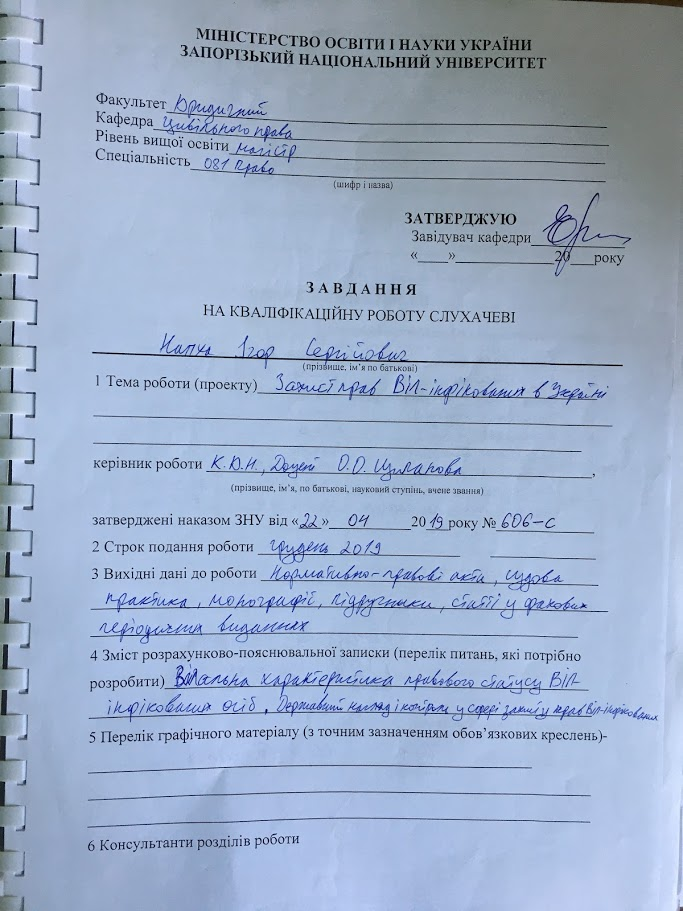 МІНІСТЕРСТВО ОСВІТИ І НАУКИ УКРАЇНИ
ЗАПОРІЗЬКИЙ НАЦІОНАЛЬНИЙ УНІВЕРСИТЕТ
Факультет Юридичний
Кафедра Цивільного права
Рівень вищої освіти магістр
Спеціальність 081 Право
(шифр і назва)
ЗАТВЕРДЖУЮ
Завідувач кафедри
«____»____________20___року
ЗАВДАННЯ
НА КВАЛІФІКАЦІЙНУ РОБОТУ СЛУХАЧЕВІ
Ігор Сергійович
(прізвище, ім'я по батькові)
1 Тема роботи (проекту) Захист прав ВІЛ-інфікованих в Україні
керівник роботи К.Ю.Н., Доцент О.О.
(прізвище, ім'я, по батькові, науковий ступінь, вчене звання)
затверджені наказом ЗНУ від «22» 04 2019 року № 606-с
2 Строк подання роботи грудень 2019
3 Вихідні дані до роботи Нормативно-правові акти, судова
практика, монографії, підручники, статті у фахових
періодичних виданнях
4 Зміст розрахунково-пояснювальної записки (перелік питань, які потрібно
розробити) характеристика правового статусу ВІЛ-
інфікованих осіб, Державний нагляд і контроль у сфері захисту прав ВІЛ-інфікованих
5 Перелік графічного матеріалу (з точним зазначенням обов'язкових креслень)-
6 Консультанти розділів роботи